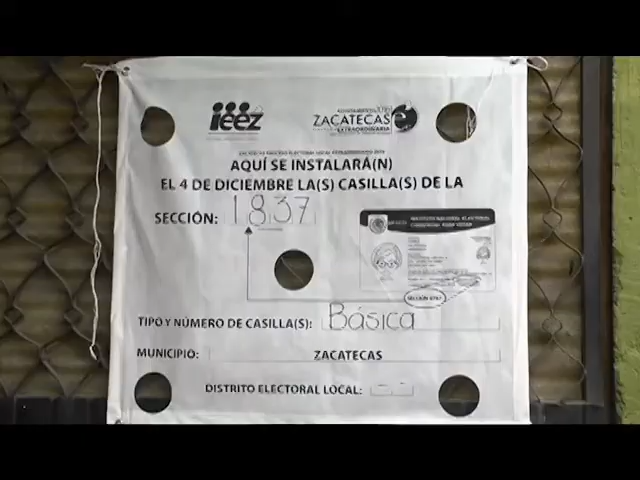 ieez
ZACATECAS
EXTRAORDINARIA
AQUÍ SE INSTALARÁ(N)
EL 4 DE DICIEMBRE LA(S) CASILLA(S) DE LA
SECCIÓN: 1837
TIPO Y NÚMERO DE CASILLA(S): Básica
MUNICIPIO: ZACATECAS
DISTRITO ELECTORAL LOCAL: